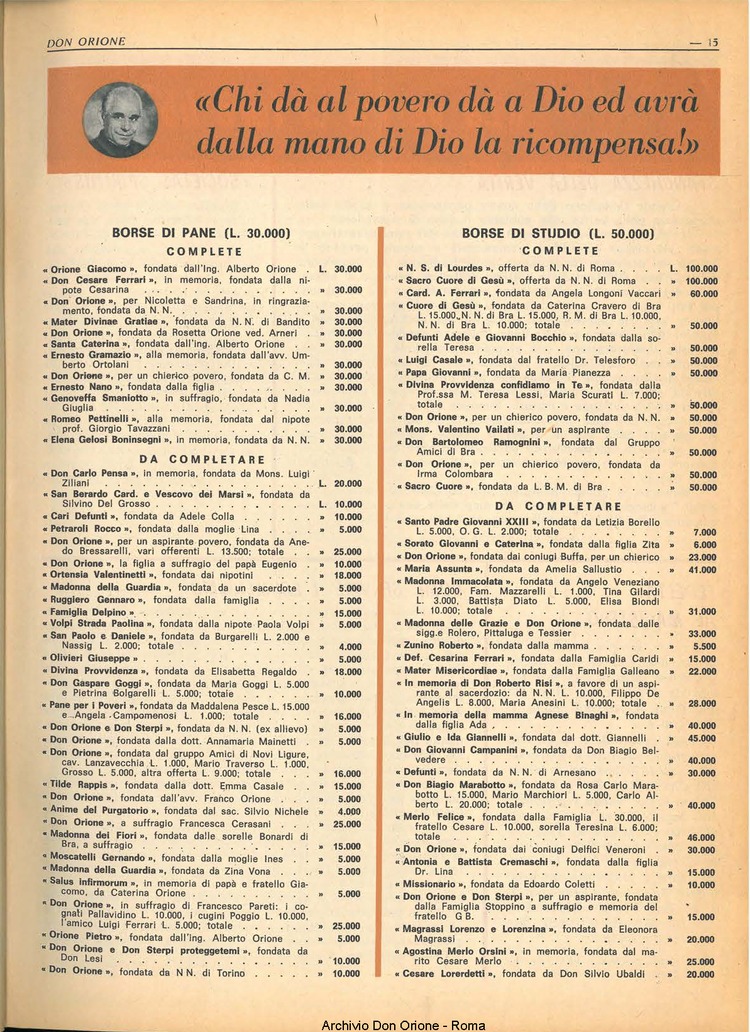 DON ORIONE
— 15
«Chi dà al povero dà a Dio ed avrà
dalla mano di Dio la ricompensa!»
BORSE DI PANE (L. 30.000)
COMPLETE
« Orione Giacomo », fondata dall'Ing. Alberto Orione . L. 30.000
« Don Cesare Ferrari », in memoria, fondata dalla ni-
pote Cesarina . . . . . . . . . . . » 30.000
« Don Orione », per Nicoletta e Sandrina, in ringrazia-
mento, fondata da N. N. . . . . . . . » 30.000
« Mater Divinae Gratiae », fondata da N. N. di Bandito » 30.000
« Don Orione », fondata da Rosetta Orione ved. Arneri . » 30.000
« Santa Caterina », fondata dall'Ing. Alberto Orione . . » 30.000
« Ernesto Gramazio », alla memoria, fondata dall'avv. Um-
berto Ortolani . . . . . . . . . . . » 30.000
« Don Orione », per un chierico povero, fondata da C. M. » 30.000
« Ernesto Nano », fondata dalla figlia . . . . . . » 30.000
« Genoveffa Smaniotto », in suffragio, fondata da Nadia
Giuglia . . . . . . . . . . . . » 30.000
« Romeo Pettinelli », alla memoria, fondata dal nipote
prof. Giorgio Tavazzani . . . . . . . . » 30.000
« Elena Gelosi Boninsegni », in memoria, fondata da N. N. » 30.000
DA COMPLETARE
« Don Carlo Pensa », in memoria, fondata da Mons. Luigi
Ziliani . . . . . . . . . . . . L. 20.000
« San Berardo Card. e Vescovo dei Marsi », fondata da
Silvino Del Grosso . . . . . . . . . L. 10.000
« Cari Defunti », fondata da Adele Colla . . . . . » 10.000
« Petraroli Rocco », fondata dalla moglie Lina . . . » 5.000
« Don Orione », per un aspirante povero, fondata da Ane-
do Bressarelli, vari offerenti L. 13.500; totale . . » 25.000
« Don Orione », la figlia a suffragio del papà Eugenio . » 10.000
« Ortensia Valentinetti », fondata dai nipotini . . . . » 18.000
« Madonna della Guardia », fondata da un sacerdote . » 5.000
« Ruggiero Gennaro », fondata dalla famiglia . . . . » 5.000
« Famiglia Delpino » . . . . . . . . . . » 15.000
« Volpi Strada Paolina », fondata dalla nipote Paola Volpi » 5.000
« San Paolo e Daniele », fondata da Burgarelli L. 2.000 e
Nassig L. 2.000; totale . . . . . . . . » 4.000
« Olivieri Giuseppe » . . . . . . . . . . » 5.000
« Divina Provvidenza », fondata da Elisabetta Regaldo . » 18.000
« Don Gaspare Goggi », fondata da Maria Goggi L. 5.000
e Pietrina Bolgarelli L. 5.000; totale . . . . . » 10.000
« Pane per i Poveri », fondata da Maddalena Pesce L. 15.000
e Angela Campomenosi L. 1.000; totale . . . . » 16.000
« Don Orione e Don Sterpi », fondata da N. N. (ex allievo) » 5.000
« Don Orione », fondata dalla dott. Annamaria Mainetti . » 5.000
« Don Orione », fondata dal gruppo Amici di Novi Ligure,
cav. Lanzavecchia L. 1.000, Mario Traverso L. 1.000,
Grosso L. 5.000, altra offerta L. 9.000; totale . . . » 16.000
« Tilde Rappis », fondata dalla dott. Emma Casale . . » 15.000
« Don Orione », fondata dall'avv. Franco Orione . . . » 5.000
« Anime del Purgatorio », fondata dal sac. Silvio Nichele » 4.000
« Don Orione », a suffragio Francesca Cerasani . . . » 25.000
« Madonna dei Fiori », fondata dalle sorelle Bonardi di
Bra, a suffragio . . . . . . . . . . » 15.000
« Moscatelli Gernando », fondata dalla moglie Ines . . » 5.000
« Madonna della Guardia », fondata da Zina Vona . . . » 5.000
« Salus infirmorum », in memoria di papà e fratello Gia-
como, da Caterina Orione . . . . . . . . » 5.000
« Don Orione », in suffragio di Francesco Pareti: i co-
gnati Pallavidino L. 10.000, i cugini Poggio L. 10.000,
l'amico Luigi Ferrari L. 5.000; totale . . . . . » 25.000
« Orione Pietro », fondata dall'Ing. Alberto Orione . . » 5.000
« Don Orione e Don Sterpi proteggetemi », fondata da
Don Lesi . . . . . . . . . . . . » 10.000
« Don Orione », fondata da N N. di Torino . . . . » 10.000
BORSE DI STUDIO (L. 50.000)
COMPLETE
« N. S. di Lourdes », offerta da N. N. di Roma . . . . L. 100.000
« Sacro Cuore di Gesù », offerta da N. N. di Roma . . » 100.000
« Card. A. Ferrari », fondata da Angela Longoni Vaccari » 60.000
« Cuore di Gesù », fondata da Caterina Cravero di Bra
L. 15.000, N. N. di Bra L. 15.000, R. M. di Bra L. 10.000,
N. N. di Bra L. 10.000; totale . . . . . . . » 50.000
« Defunti Adele e Giovanni Bocchio », fondata dalla so-
rella Teresa . . . . . . . . . . . » 50.000
« Luigi Casale », fondata dal fratello Dr. Telesforo . . » 50.000
« Papa Giovanni », fondata da Maria Pianezza . . . . » 50.000
« Divina Provvidenza confidiamo in Te », fondata dalla
Prof.ssa M. Teresa Lessi, Maria Scurati L. 7.000;
totale . . . . . . . . . . . . . » 50.000
« Don Orione », per un chierico povero, fondata da N. N. » 50.000
« Mons. Valentino Vailati », per un aspirante . . . . » 50.000
« Don Bartolomeo Ramognini », fondata dal Gruppo
Amici di Bra . . . . . . . . . . . » 50.000
« Don Orione », per un chierico povero, fondata da
Irma Colombara . . . . . . . . . . » 50.000
« Sacro Cuore », fondata da L. B. M. di Bra . . . . . » 50.000
DA COMPLETARE
« Santo Padre Giovanni XXIII », fondata da Letizia Borello
L. 5.000, O. G. L. 2.000; totale . . . . . . . » 7.000
« Sorato Giovanni e Caterina », fondata dalla figlia Zita » 6.000
« Don Orione », fondata dai coniugi Buffa, per un chierico » 23.000
« Maria Assunta », fondata da Amelia Sallustio . . . » 41.000
« Madonna Immacolata », fondata da Angelo Veneziano
L. 12.000, Fam. Mazzarelli L. 1.000, Tina Gilardi
L. 3.000, Battista Diato L. 5.000, Elisa Biondi
L. 10.000; totale . . . . . . . . . . » 31.000
« Madonna delle Grazie e Don Orione », fondata dalle
sigg.e Rolero, Pittaluga e Tessier . . . . . . » 33.000
« Zunino Roberto », fondata dalla mamma . . . . . » 5.500
« Def. Cesarina Ferrari », fondata dalla Famiglia Caridi » 15.000
« Mater Misericordiae », fondata dalla Famiglia Galleano » 22.000
« In memoria di Don Roberto Risi », a favore di un aspi-
rante al sacerdozio: da N. N. L. 10.000, Filippo De
Angelis L. 8.000, Maria Anesini L. 10.000; totale . » 28.000
« In memoria della mamma Agnese Binaghi », fondata
dalla figlia Ada . . . . . . . . . . » 40.000
« Giulio e Ida Giannelli », fondata dal dott. Giannelli . » 45.000
« Don Giovanni Campanini », fondata da Don Biagio Bel-
vedere . . . . . . . . . . . . . » 40.000
« Defunti », fondata da N. N. di Arnesano . . . . . » 30.000
« Don Biagio Marabotto », fondata da Rosa Carlo Mara-
botto L. 15.000, Mario Marchiori L. 5.000, Carlo Al-
berto L. 20.000; totale . . . . . . . . » 40.000
« Merlo Felice », fondata dalla Famiglia L. 30.000, il
fratello Cesare L. 10.000, sorella Teresina L. 6.000;
totale . . . . . . . . . . . . . » 46.000
« Don Orione », fondata dai coniugi Delfici Veneroni . » 30.000
« Antonia e Battista Cremaschi », fondata dalla figlia
Dr. Lina . . . . . . . . . . . . » 15.000
« Missionario », fondata da Edoardo Coletti . . . . » 10.000
« Don Orione e Don Sterpi », per un aspirante, fondata
dalla Famiglia Stoppino a suffragio e memoria del
fratello G B. . . . . . . . . . . . » 15.000
« Magrassi Lorenzo e Lorenzina », fondata da Eleonora
Magrassi . . . . . . . . . . . . » 20.000
« Agostina Merlo Orsini », in memoria, fondata dal ma-
rito Cesare Merlo . . . . . . . . . . » 25.000
« Cesare Lorerdetti », fondata da Don Silvio Ubaldi . » 20.000
Archivio Don Orione - Roma